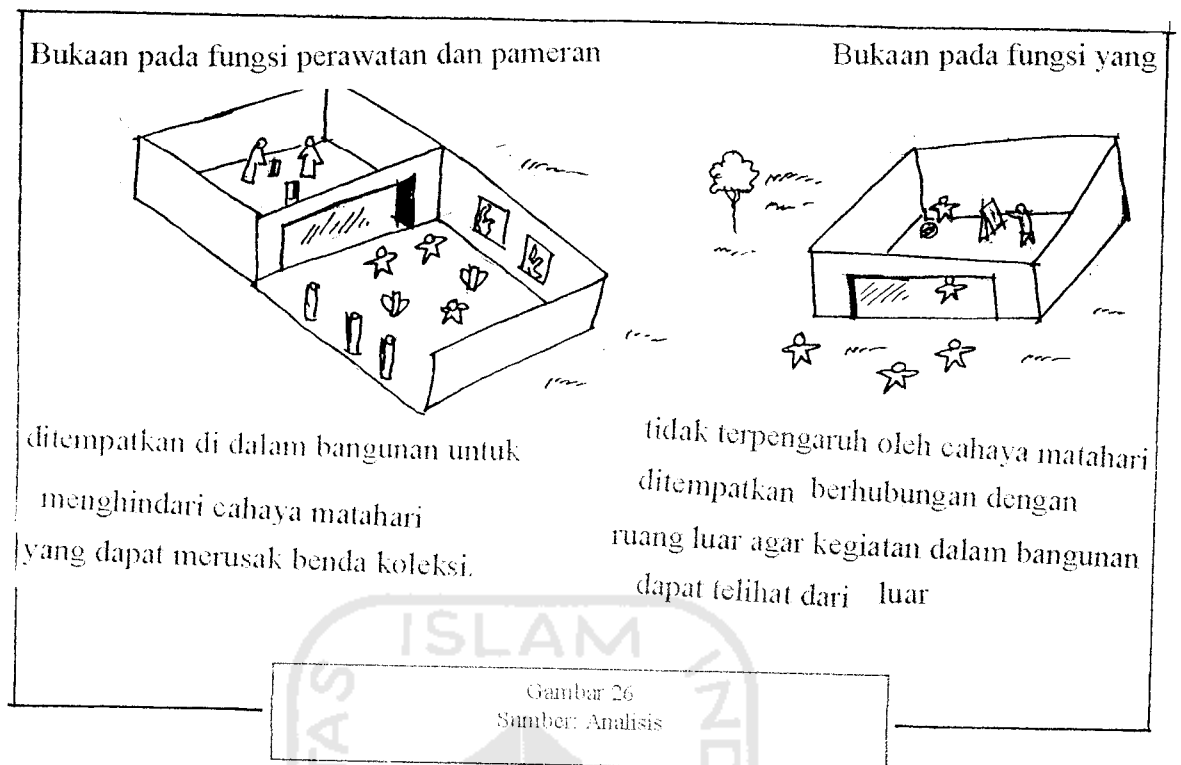 Bukaan pada fungsi perawatan dan pameran
ditempatkan di dalam bangunan untuk
menghindari cahaya matahari
yang dapat merusak benda koleksi.
Bukaan pada fungsi yang
tidak terpengaruh oleh cahaya matahari
ditempatkan berhubungan dengan
ruang luar agar kegiatan dalam bangunan
dapat telihat dari luar
Gambar 26
Sumber: Analisis
ISLAM